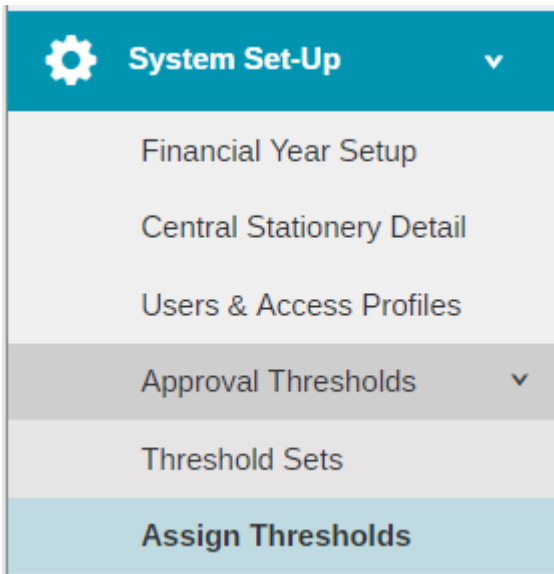 System Set-Up
Financial Year Setup
Central Stationery Detail
Users & Access Profiles
Approval Thresholds
Threshold Sets
Assign Thresholds